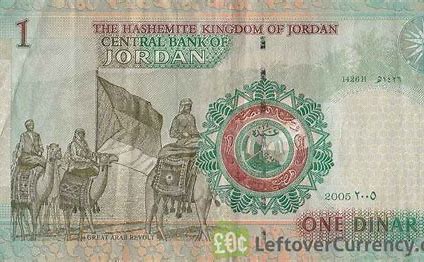 1
THE HASHEMITE KINGDOM OF JORDAN
CENTRAL BANK OF
JORDAN
1426H ١٤٢٦هـ
2005 ٢٠٠٥
GREAT ARAB REVOLT
ONE DINAR
LeftoverCurrency.com